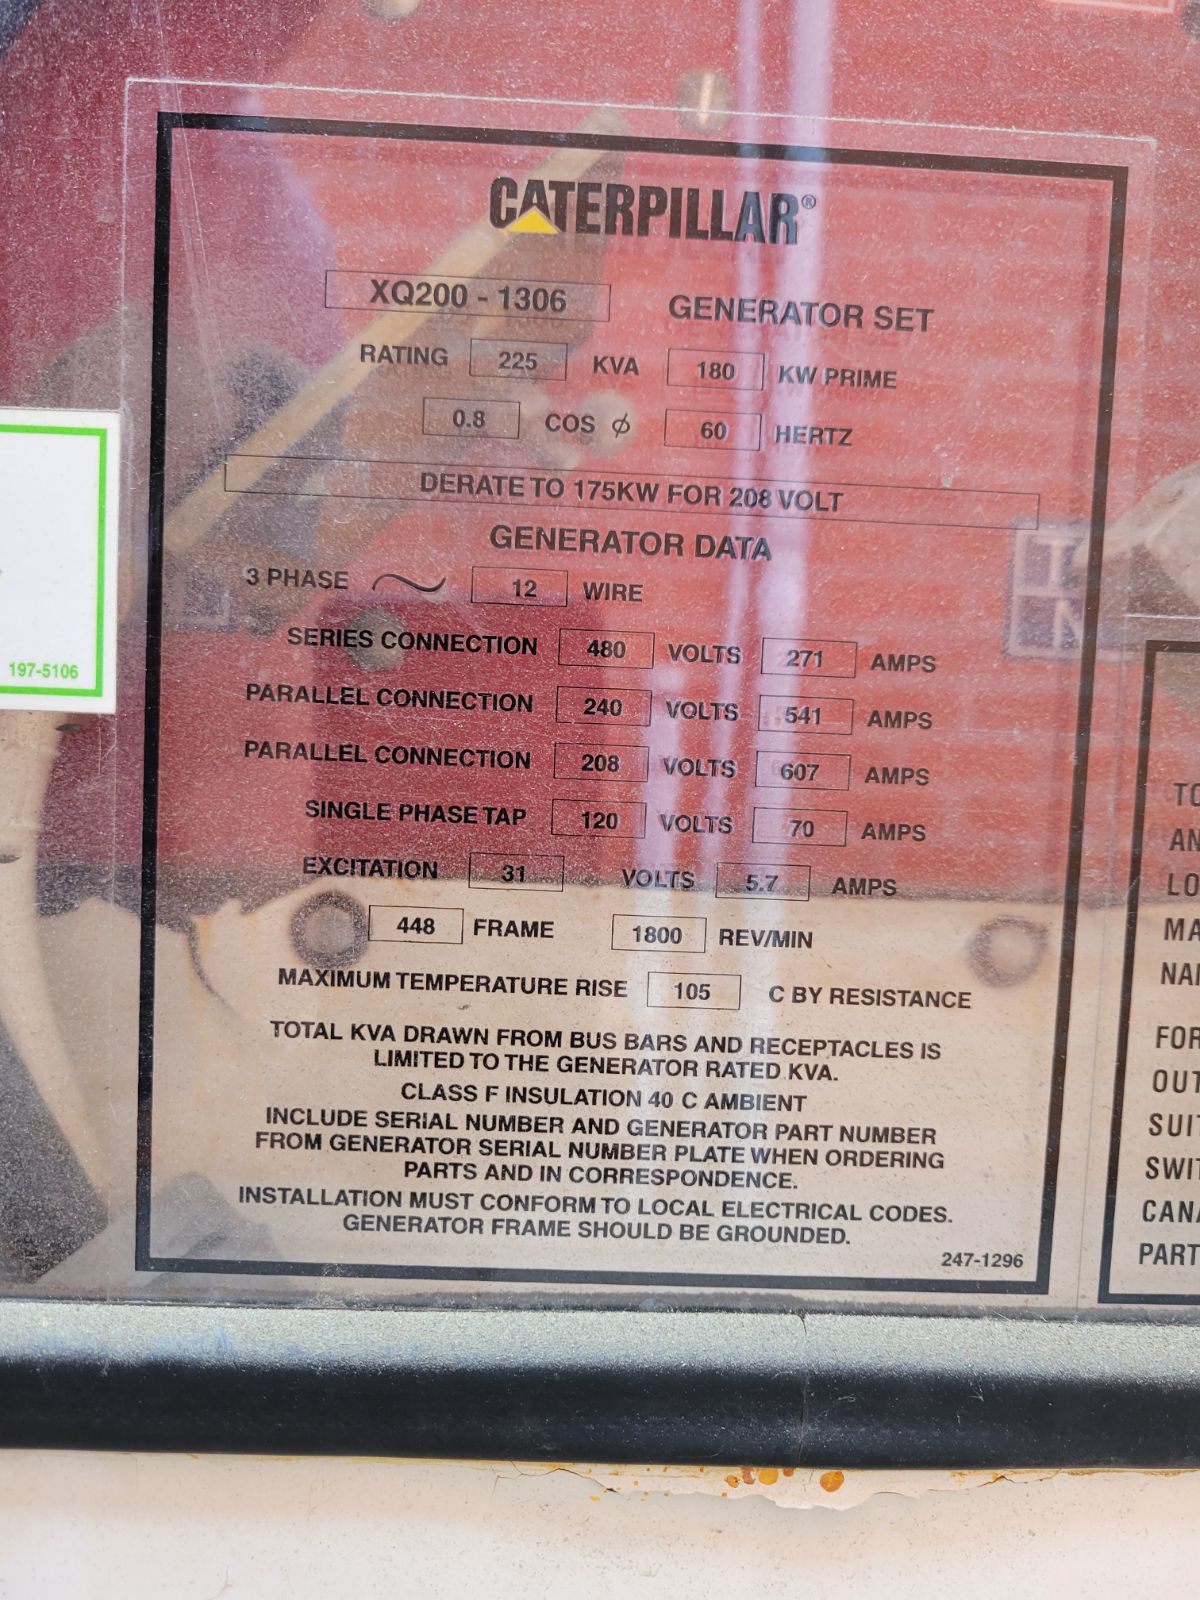 CATERPILLAR®
XQ200 - 1306 GENERATOR SET
RATING 225 KVA 180 KW PRIME
0.8 COS ϕ 60 HERTZ
DERATE TO 175KW FOR 208 VOLT
GENERATOR DATA
3 PHASE 12 WIRE
SERIES CONNECTION 480 VOLTS 271 AMPS
PARALLEL CONNECTION 240 VOLTS 541 AMPS
PARALLEL CONNECTION 208 VOLTS 607 AMPS
SINGLE PHASE TAP 120 VOLTS 70 AMPS
EXCITATION 31 VOLTS 5.7 AMPS
448 FRAME 1800 REV/MIN
MAXIMUM TEMPERATURE RISE 105 C BY RESISTANCE
TOTAL KVA DRAWN FROM BUS BARS AND RECEPTACLES IS
LIMITED TO THE GENERATOR RATED KVA.
CLASS F INSULATION 40 C AMBIENT
INCLUDE SERIAL NUMBER AND GENERATOR PART NUMBER
FROM GENERATOR SERIAL NUMBER PLATE WHEN ORDERING
PARTS AND IN CORRESPONDENCE.
INSTALLATION MUST CONFORM TO LOCAL ELECTRICAL CODES.
GENERATOR FRAME SHOULD BE GROUNDED.
247-1296
197-5106
FOR
PART